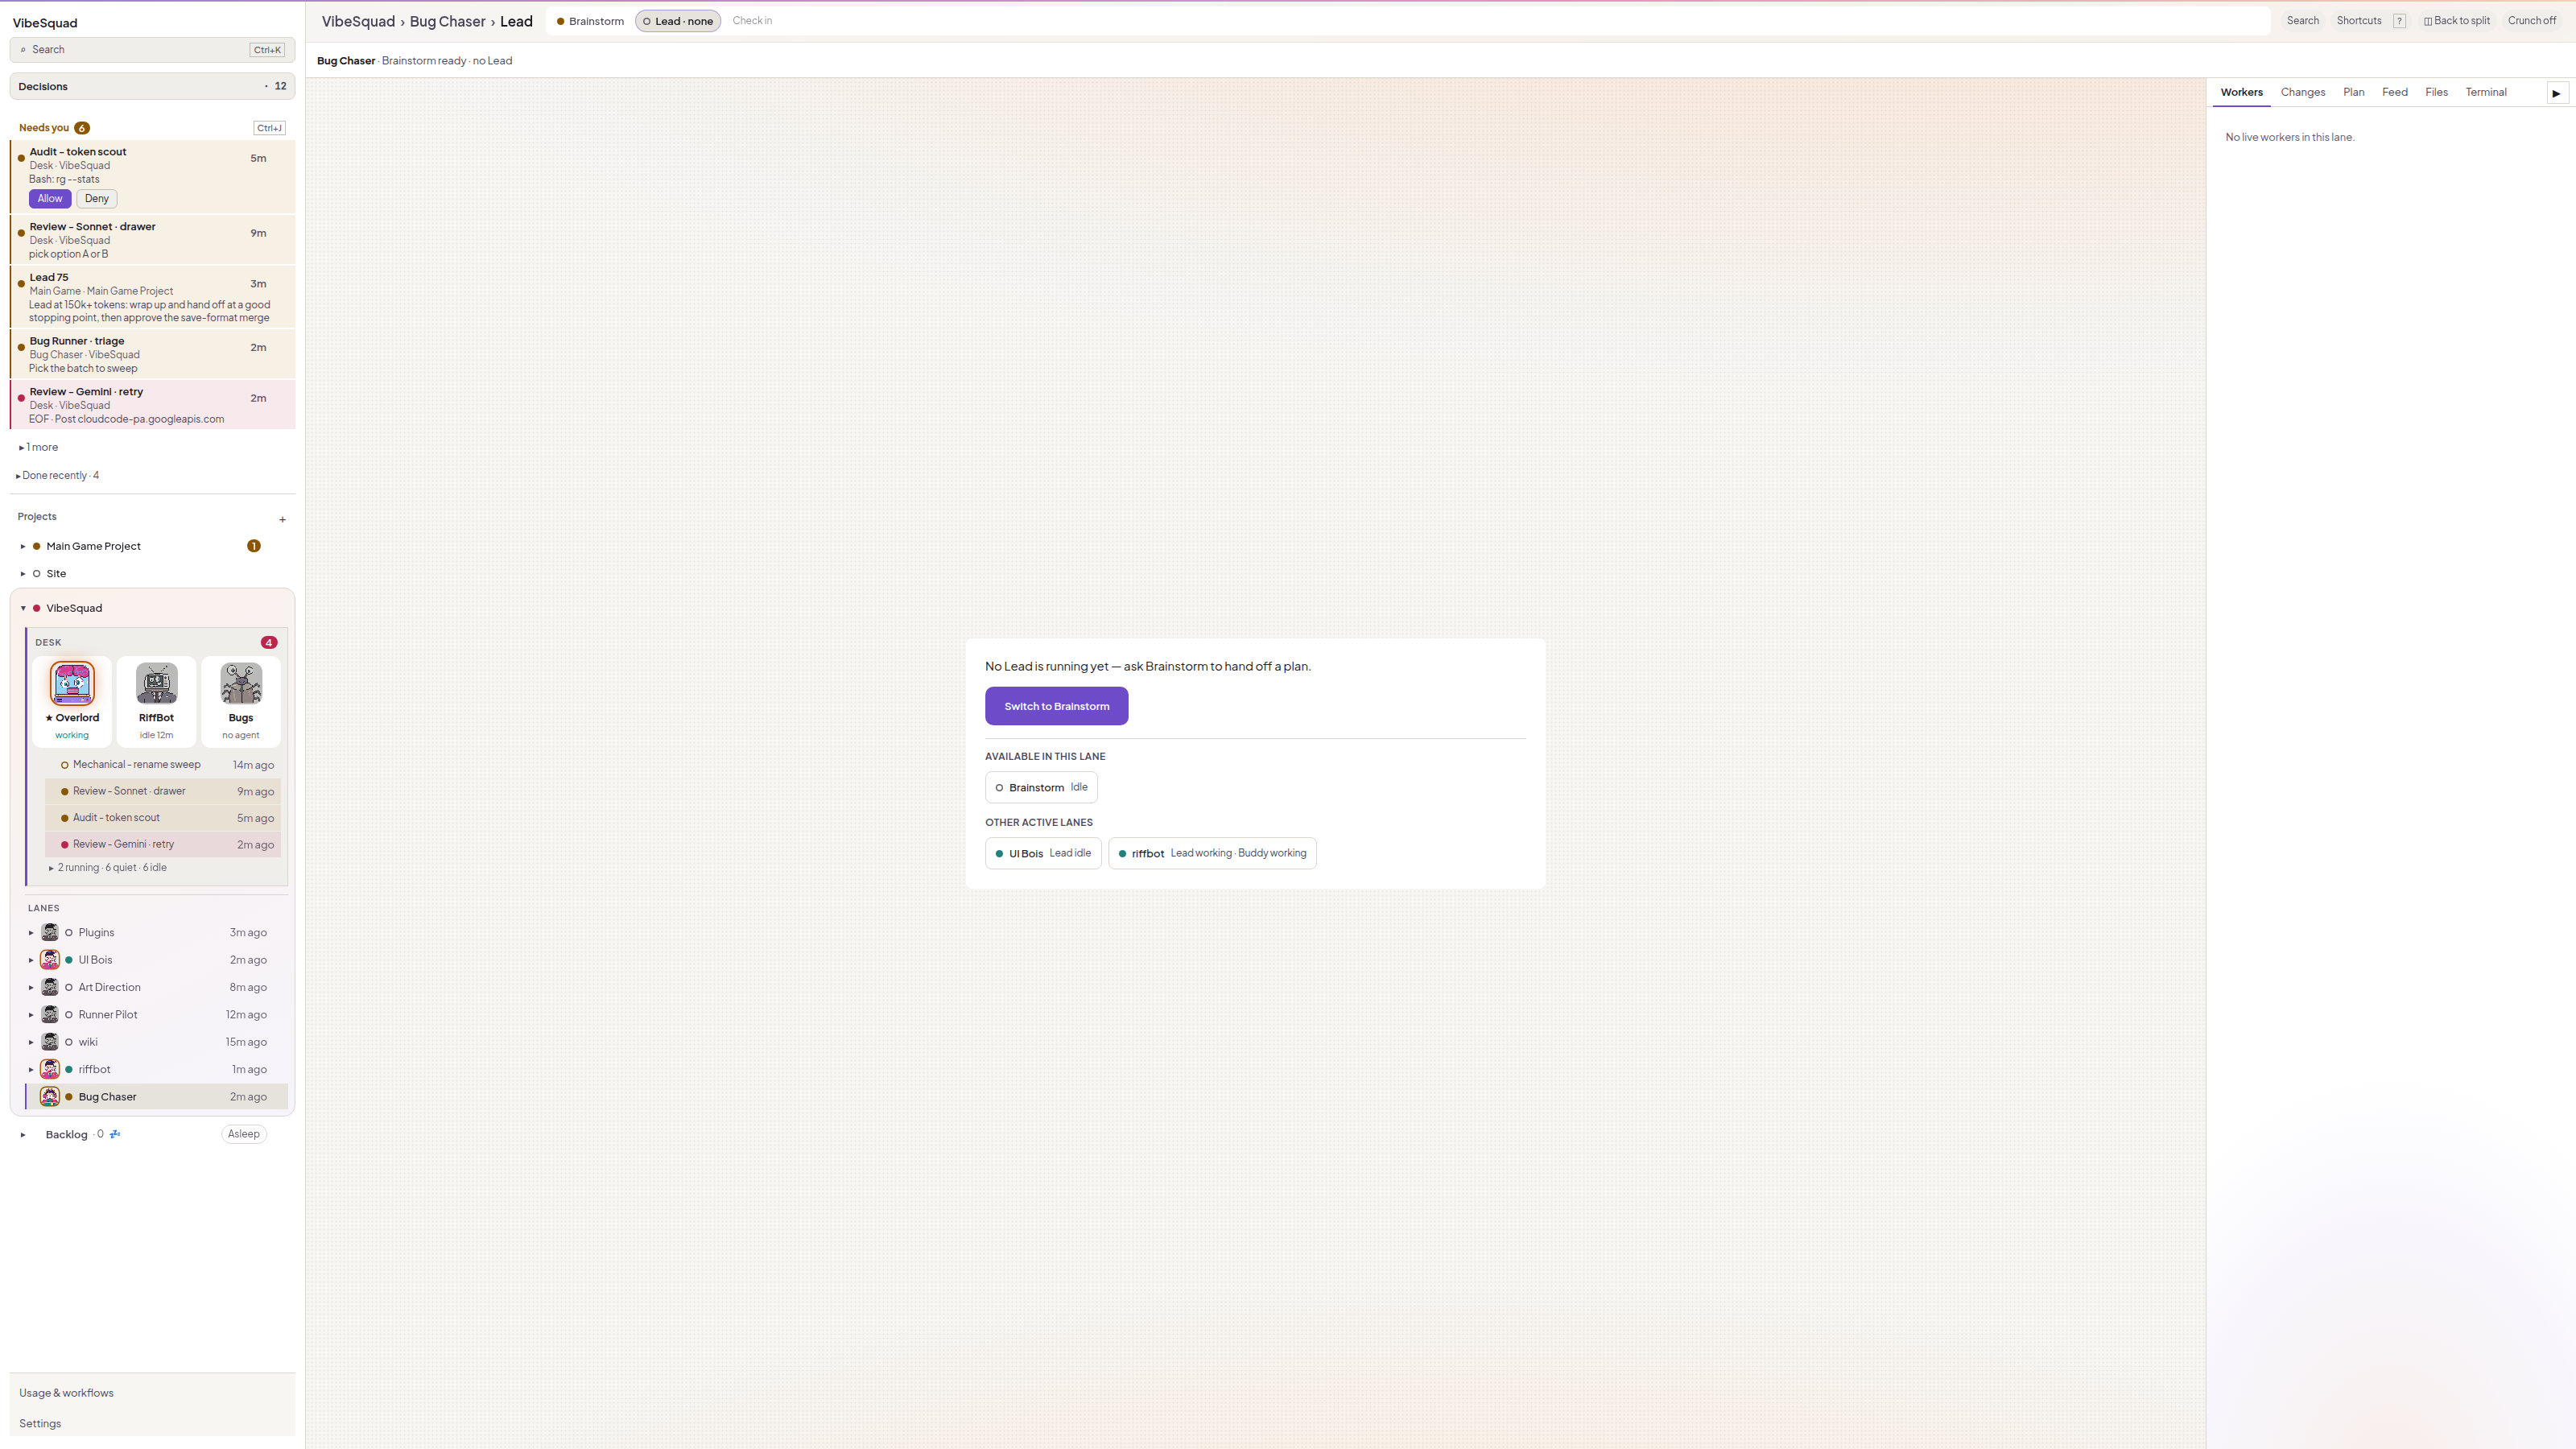 VibeSquad
Search Ctrl+K
Decisions · 12
Needs you 6 Ctrl+J
Audit - token scout 5m
Desk · VibeSquad
Bash: rg --stats
Allow Deny
Review - Sonnet · drawer 9m
Desk · VibeSquad
pick option A or B
Lead 75 3m
Main Game · Main Game Project
Lead at 150k+ tokens: wrap up and hand off at a good
stopping point, then approve the save-format merge
Bug Runner · triage 2m
Bug Chaser · VibeSquad
Pick the batch to sweep
Review - Gemini · retry 2m
Desk · VibeSquad
EOF · Post cloudcode-pa.googleapis.com
▸ 1 more
▸ Done recently · 4
Projects +
▸ Main Game Project 1
▸ Site
▾ VibeSquad
DESK 4
★ Overlord
working
RiffBot
idle 12m
Bugs
no agent
Mechanical - rename sweep 14m ago
Review - Sonnet · drawer 9m ago
Audit - token scout 5m ago
Review - Gemini · retry 2m ago
▸ 2 running · 6 quiet · 6 idle
LANES
▸ Plugins 3m ago
▸ UI Bois 2m ago
▸ Art Direction 8m ago
▸ Runner Pilot 12m ago
▸ wiki 15m ago
▸ riffbot 1m ago
Bug Chaser 2m ago
▸ Backlog · 0 💤 Asleep
Usage & workflows
Settings
VibeSquad › Bug Chaser › Lead Brainstorm Lead · none Check in Search Shortcuts ? Back to split Crunch off
Bug Chaser · Brainstorm ready · no Lead
No Lead is running yet — ask Brainstorm to hand off a plan.
Switch to Brainstorm
AVAILABLE IN THIS LANE
Brainstorm Idle
OTHER ACTIVE LANES
UI Bois Lead idle
riffbot Lead working · Buddy working
Workers Changes Plan Feed Files Terminal ▶
No live workers in this lane.